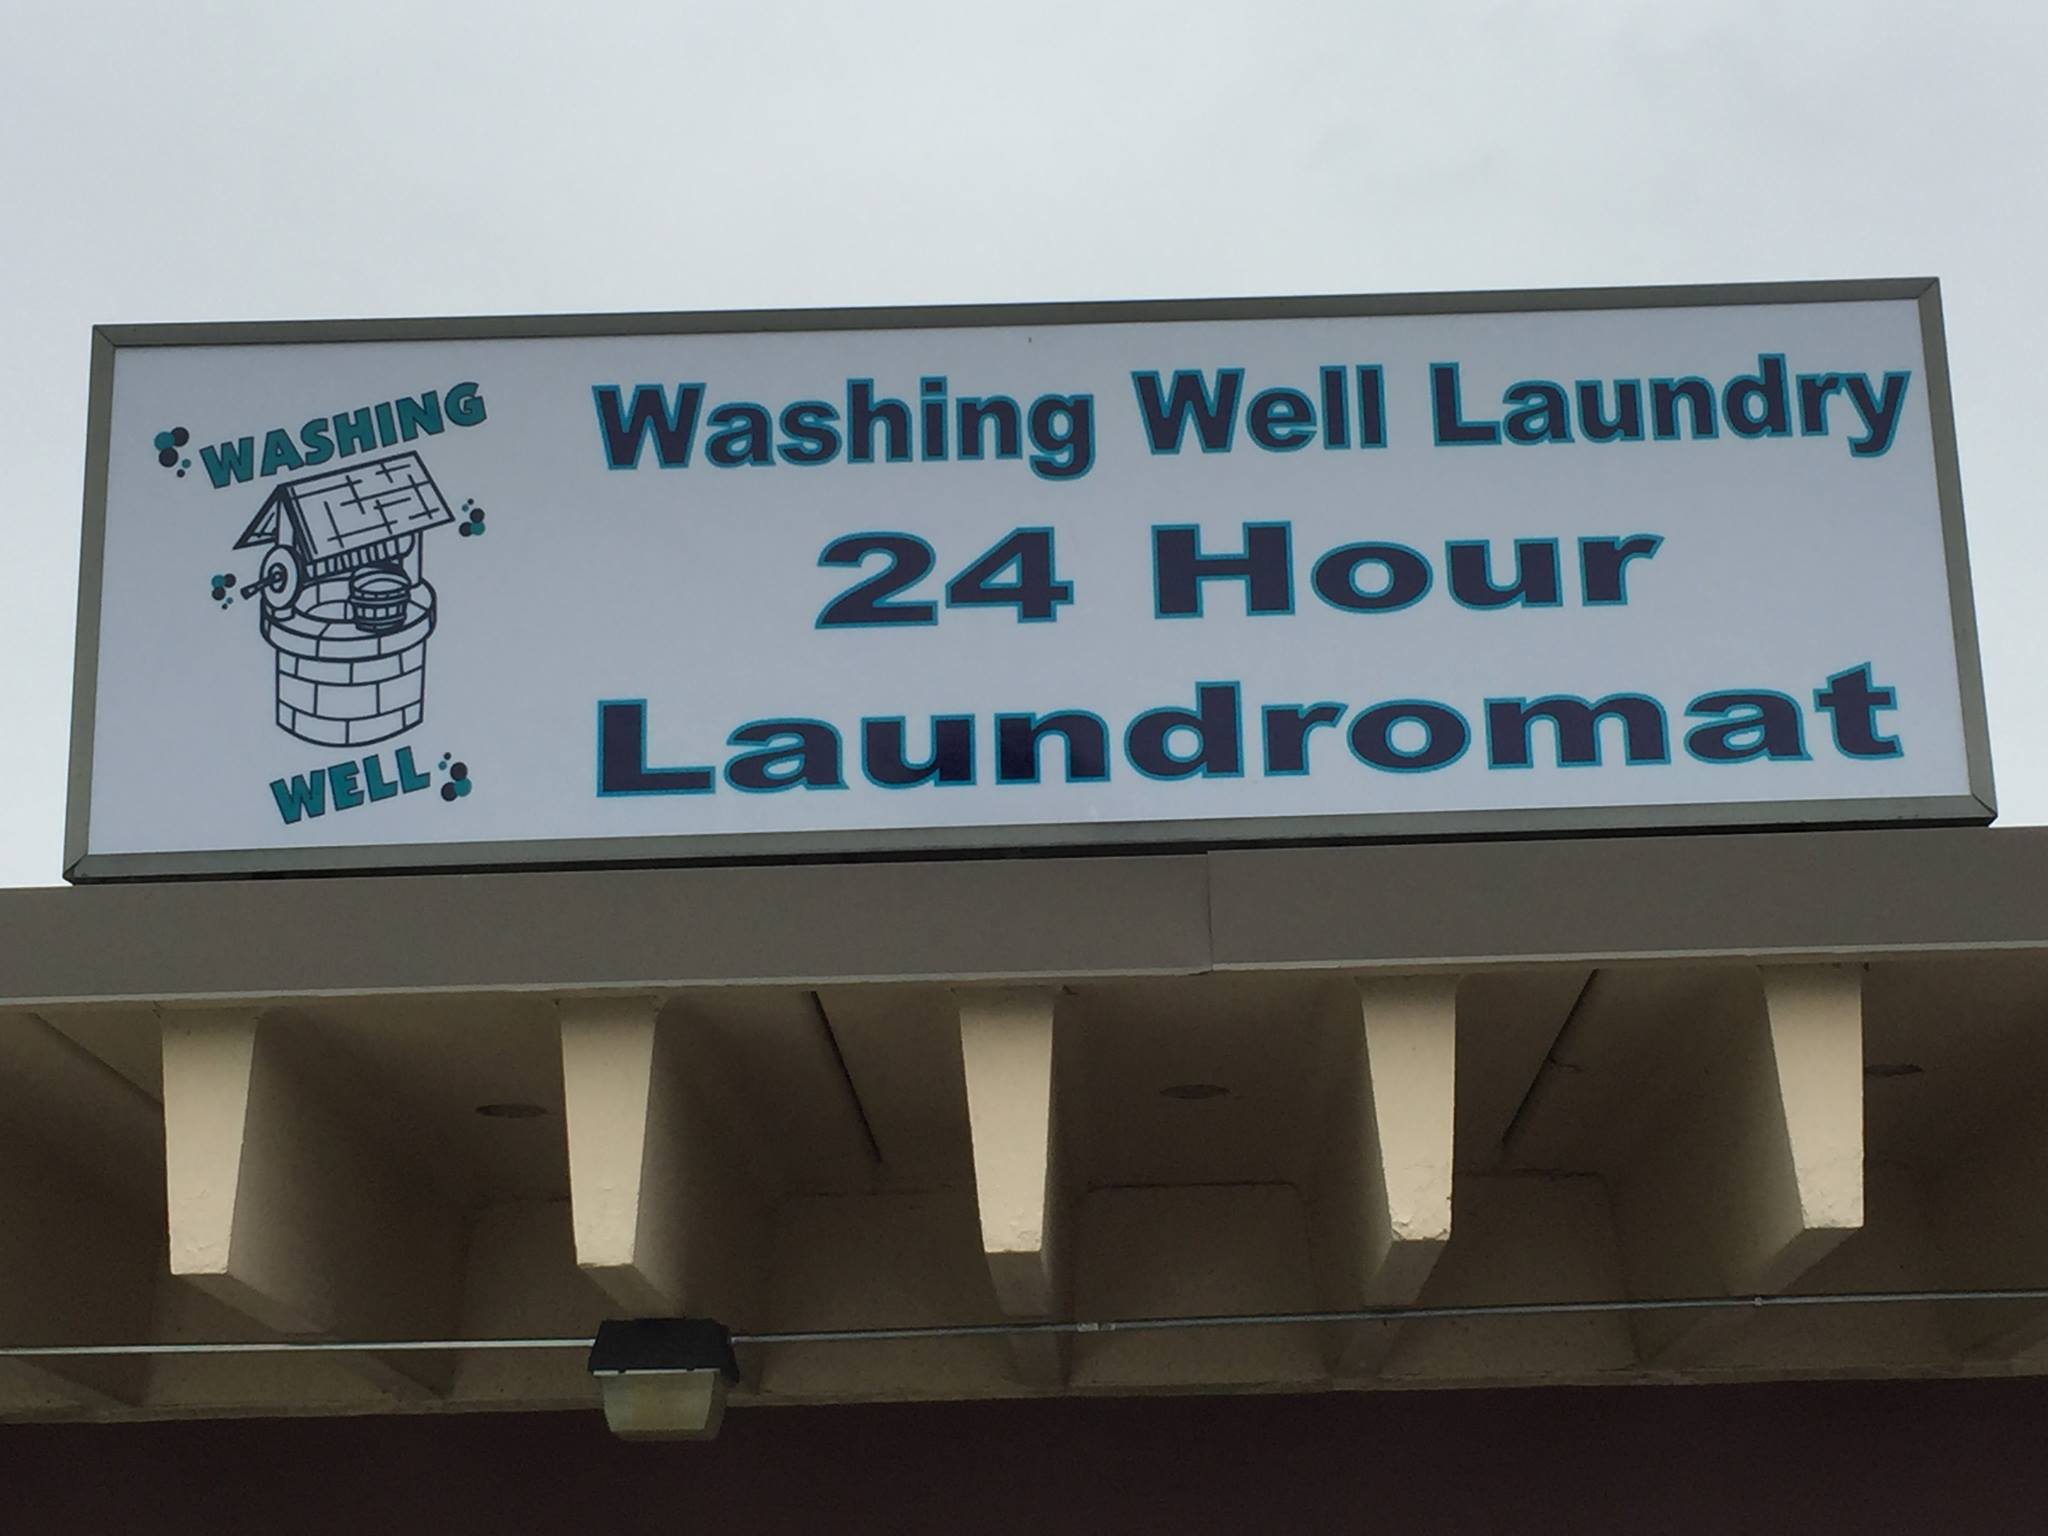 WASHING
WELL
Washing Well Laundry
24 Hour
Laundromat